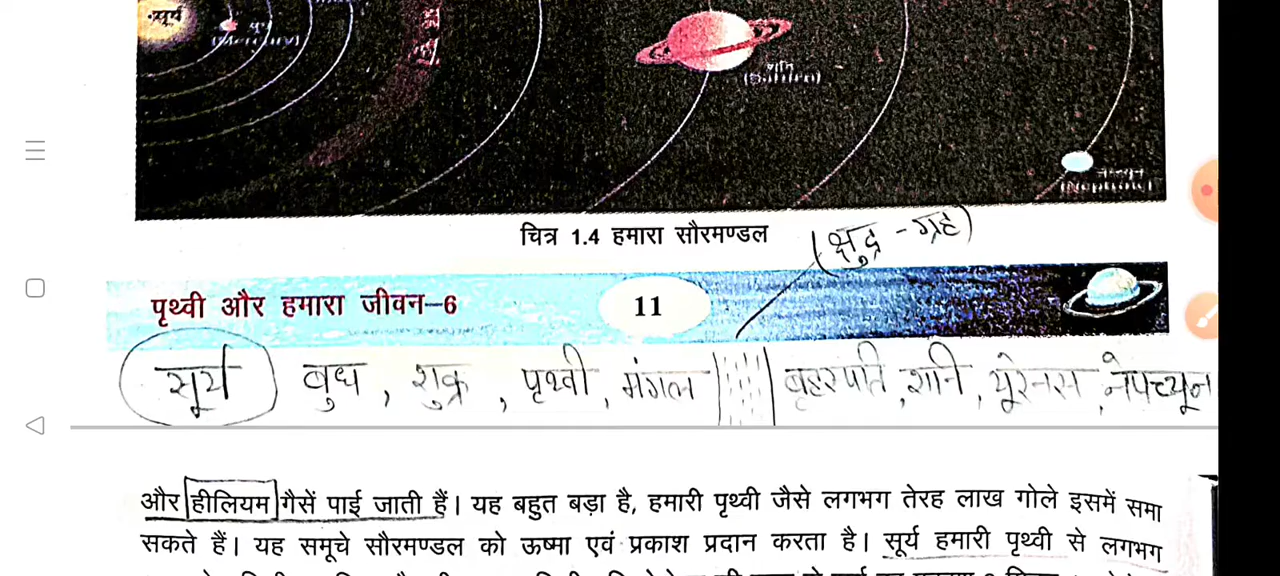 सूर्य
(Mercury)
शनि
(Saturn)
(Neptune)
चित्र 1.4 हमारा सौरमण्डल
(क्षुद्र - ग्रह)
पृथ्वी और हमारा जीवन–6
11
सूर्य बुध , शुक्र , पृथ्वी , मंगल बृहस्पति , शनि , यूरेनस , नेपच्यून
और हीलियम गैसें पाई जाती हैं। यह बहुत बड़ा है, हमारी पृथ्वी जैसे लगभग तेरह लाख गोले इसमें समा
सकते हैं। यह समूचे सौरमण्डल को ऊष्मा एवं प्रकाश प्रदान करता है। सूर्य हमारी पृथ्वी से लगभग